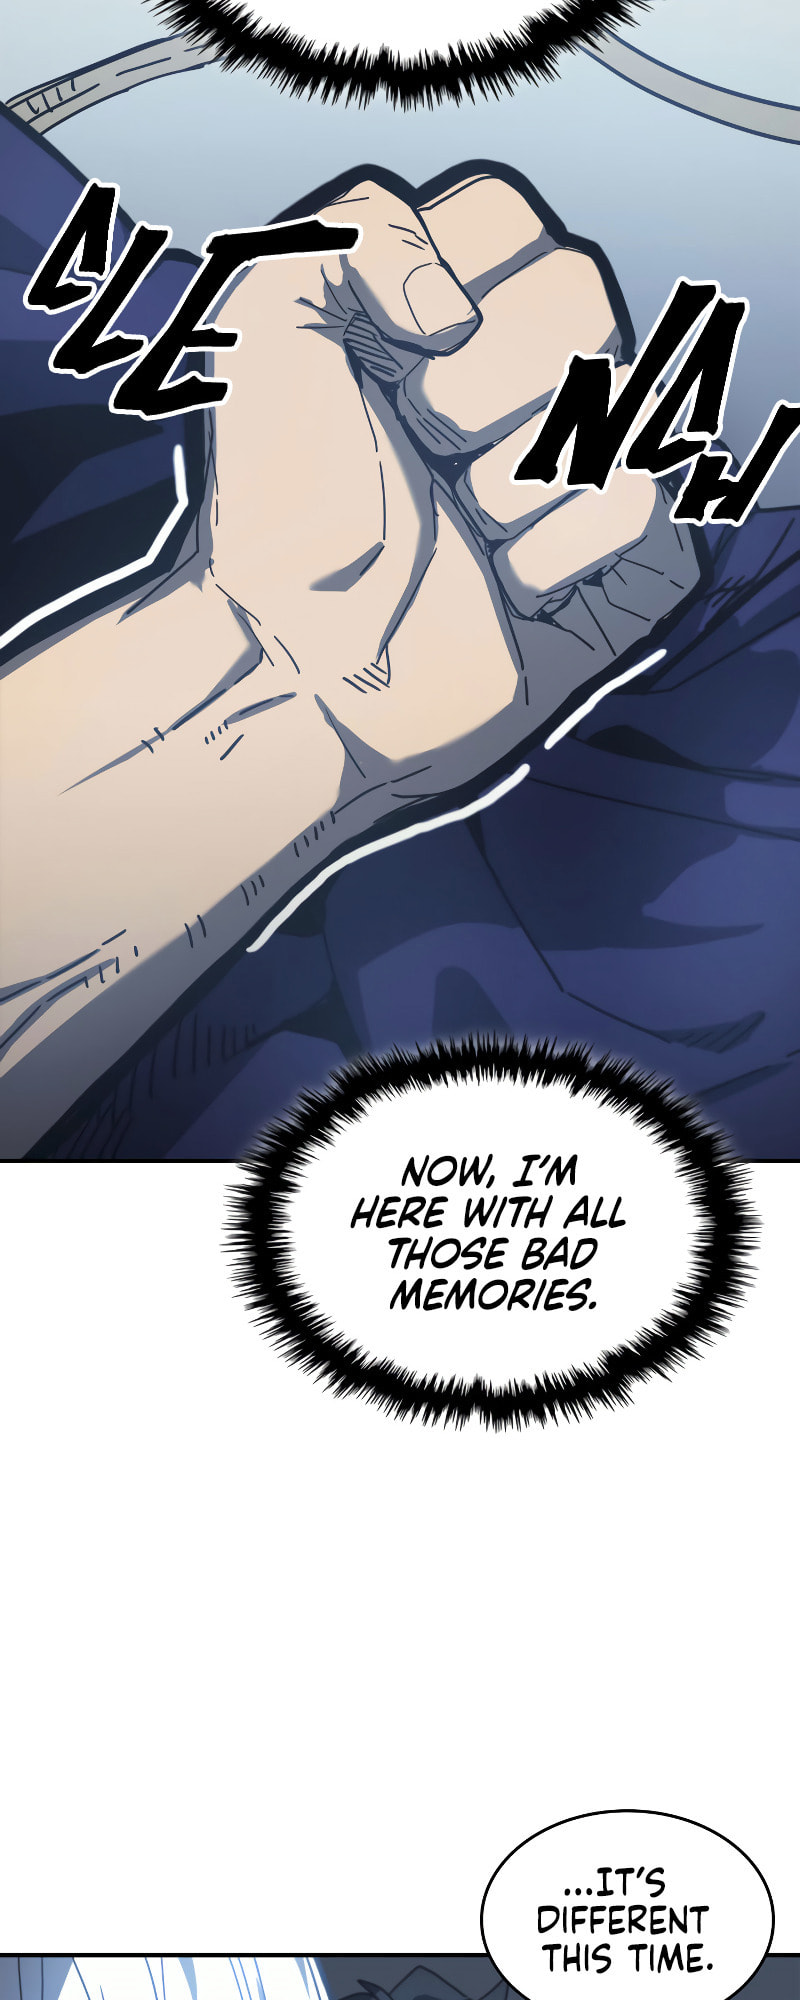 CLE
NCH
NOW, I'M
HERE WITH ALL
THOSE BAD
MEMORIES.
...IT'S
DIFFERENT
THIS TIME.